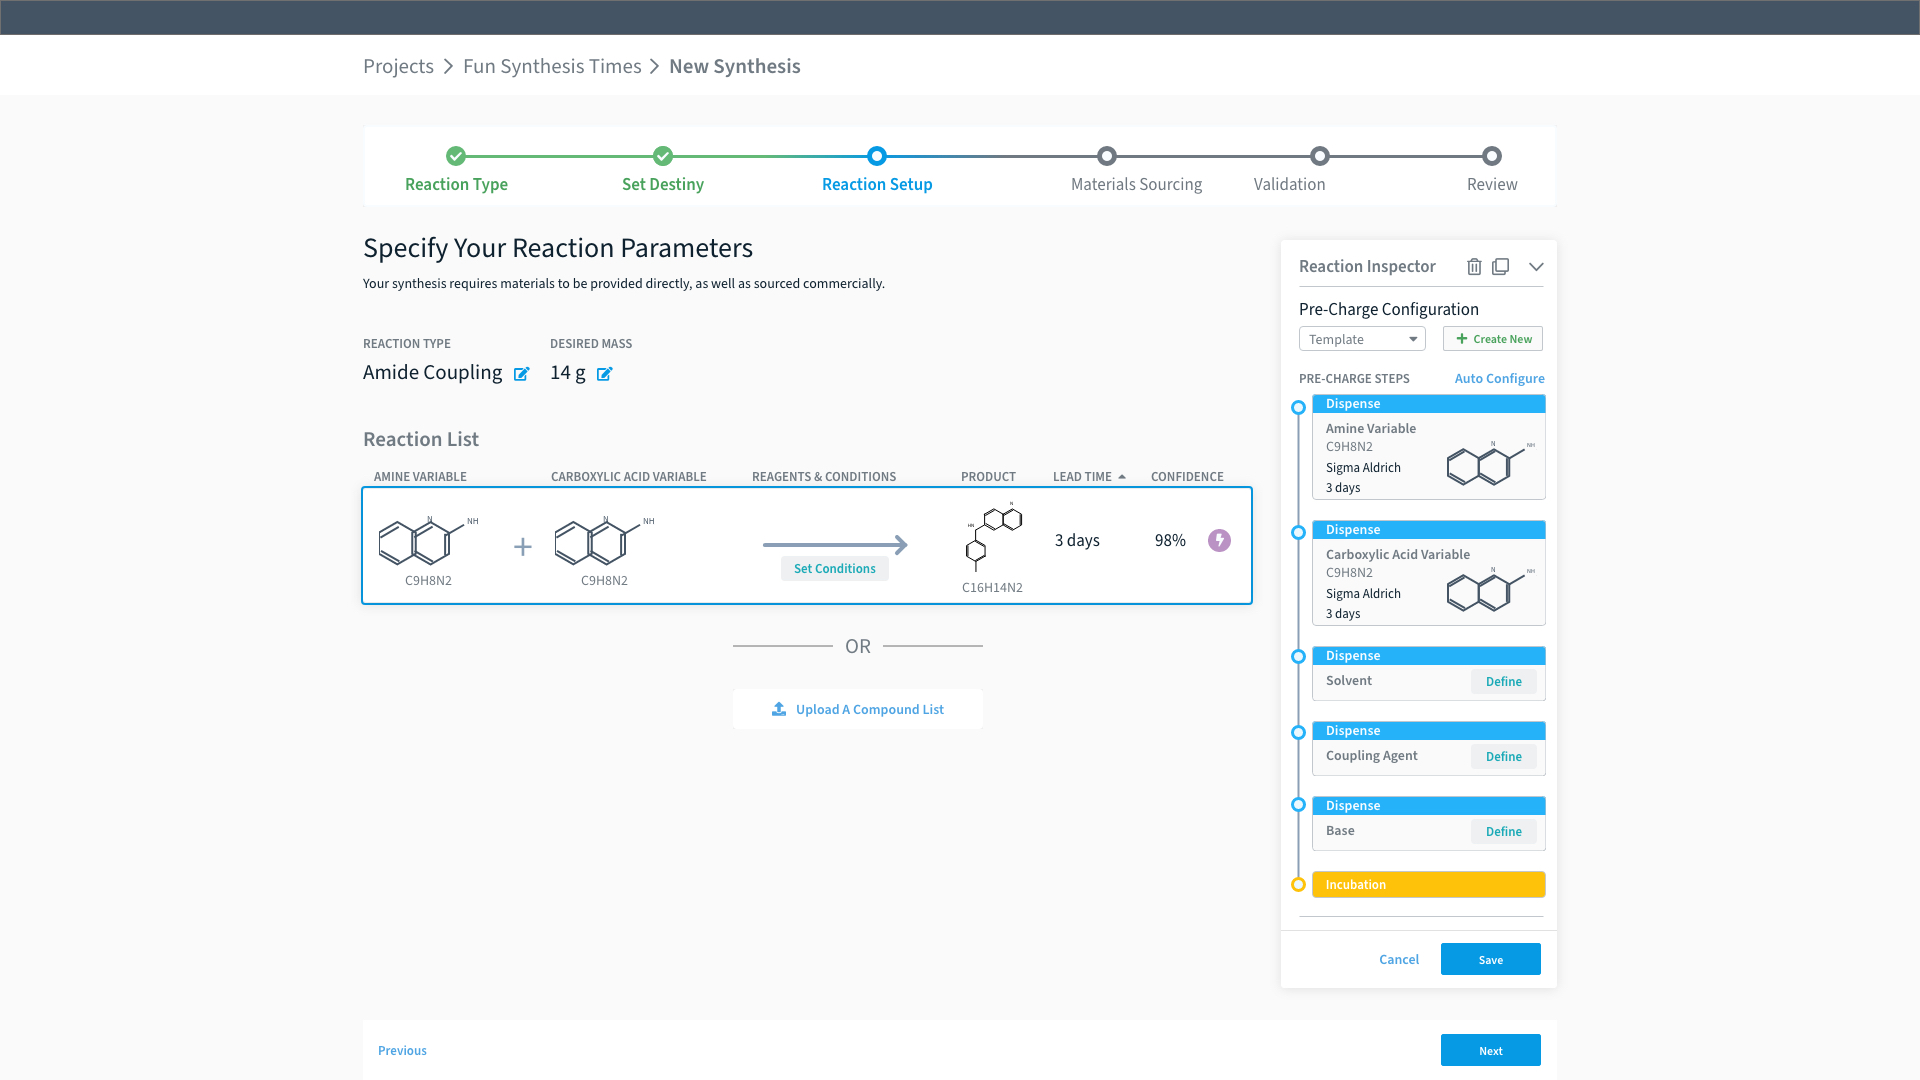 Projects > Fun Synthesis Times > New Synthesis
Reaction Type
Set Destiny
Reaction Setup
Materials Sourcing
Validation
Review
Specify Your Reaction Parameters
Your synthesis requires materials to be provided directly, as well as sourced commercially.
REACTION TYPE
DESIRED MASS
Amide Coupling
14 g
Reaction List
AMINE VARIABLE
CARBOXYLIC ACID VARIABLE
REAGENTS & CONDITIONS
PRODUCT
LEAD TIME
CONFIDENCE
N
NH
C9H8N2
+
N
NH
C9H8N2
Set Conditions
N
HN
C16H14N2
3 days
98%
OR
Upload A Compound List
Reaction Inspector
Pre-Charge Configuration
Template
+ Create New
PRE-CHARGE STEPS
Auto Configure
Dispense
Amine Variable
C9H8N2
Sigma Aldrich
3 days
N
NH
Dispense
Carboxylic Acid Variable
C9H8N2
Sigma Aldrich
3 days
N
NH
Dispense
Solvent
Define
Dispense
Coupling Agent
Define
Dispense
Base
Define
Incubation
Cancel
Save
Previous
Next